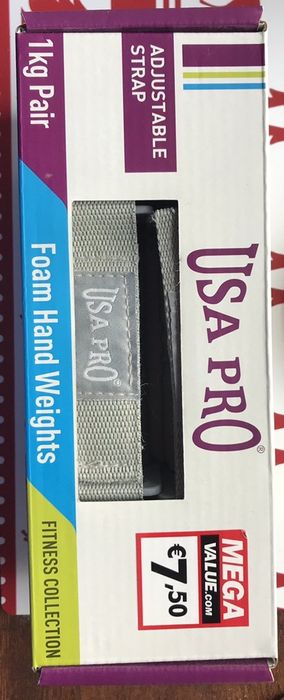 ADJUSTABLE
STRAP
USA PRO®
USA PRO®
1kg Pair
Foam Hand Weights
FITNESS COLLECTION
MEGA
VALUE.COM
€7,50